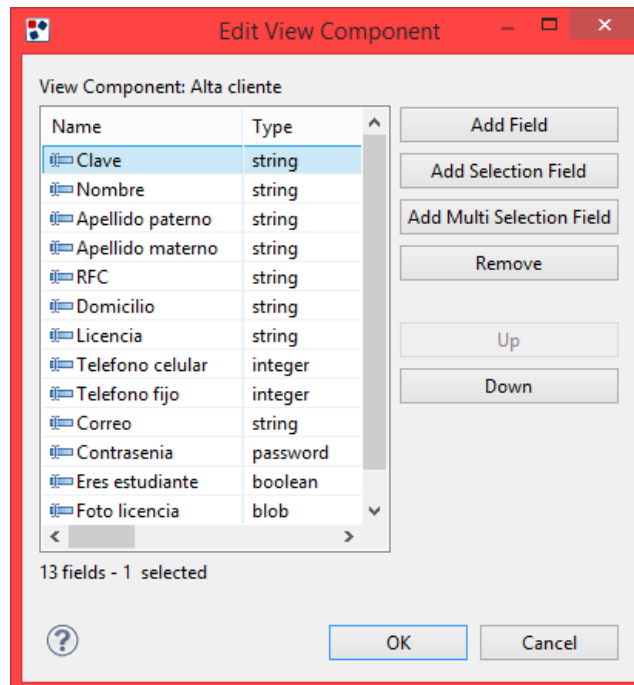 Edit View Component
View Component: Alta cliente
Name Type
Clave string
Nombre string
Apellido paterno string
Apellido materno string
RFC string
Domicilio string
Licencia string
Telefono celular integer
Telefono fijo integer
Correo string
Contrasenia password
Eres estudiante boolean
Foto licencia blob
13 fields - 1 selected
Add Field
Add Selection Field
Add Multi Selection Field
Remove
Up
Down
?
OK Cancel